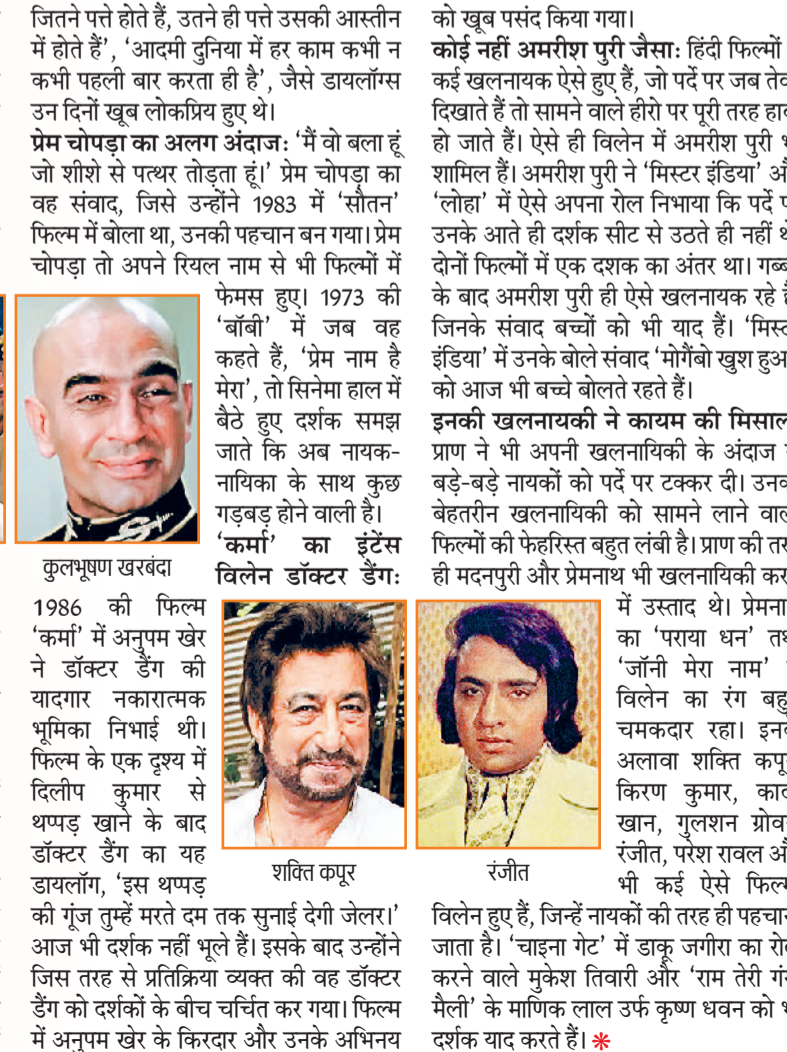 जितने पत्ते होते हैं, उतने ही पत्ते उसकी आस्तीन
में होते हैं', 'आदमी दुनिया में हर काम कभी न
कभी पहली बार करता ही है', जैसे डायलॉग्स
उन दिनों खूब लोकप्रिय हुए थे।
प्रेम चोपड़ा का अलग अंदाज: 'मैं वो बला हूं
जो शीशे से पत्थर तोड़ता हूं।' प्रेम चोपड़ा का
वह संवाद, जिसे उन्होंने 1983 में 'सौतन'
फिल्म में बोला था, उनकी पहचान बन गया। प्रेम
चोपड़ा तो अपने रियल नाम से भी फिल्मों में
फेमस हुए। 1973 की
'बॉबी' में जब वह
कहते हैं, 'प्रेम नाम है
मेरा', तो सिनेमा हाल में
बैठे हुए दर्शक समझ
जाते कि अब नायक-
नायिका के साथ कुछ
गड़बड़ होने वाली है।
कुलभूषण खरबंदा
'कर्मा' का इंटेंस
विलेन डॉक्टर डैंग:
1986 की फिल्म
'कर्मा' में अनुपम खेर
ने डॉक्टर डैंग की
यादगार नकारात्मक
भूमिका निभाई थी।
फिल्म के एक दृश्य में
दिलीप कुमार से
थप्पड़ खाने के बाद
डॉक्टर डैंग का यह
डायलॉग, 'इस थप्पड़
शक्ति कपूर
की गूंज तुम्हें मरते दम तक सुनाई देगी जेलर।'
आज भी दर्शक नहीं भूले हैं। इसके बाद उन्होंने
जिस तरह से प्रतिक्रिया व्यक्त की वह डॉक्टर
डैंग को दर्शकों के बीच चर्चित कर गया। फिल्म
में अनुपम खेर के किरदार और उनके अभिनय
को खूब पसंद किया गया।
कोई नहीं अमरीश पुरी जैसा: हिंदी फिल्मों
कई खलनायक ऐसे हुए हैं, जो पर्दे पर जब
दिखाते हैं तो सामने वाले हीरो पर पूरी तरह
हो जाते हैं। ऐसे ही विलेन में अमरीश पुरी
शामिल हैं। अमरीश पुरी ने 'मिस्टर इंडिया'
'लोहा' में ऐसे अपना रोल निभाया कि पर्दे
उनके आते ही दर्शक सीट से उठते ही नहीं
दोनों फिल्मों में एक दशक का अंतर था।
के बाद अमरीश पुरी ही ऐसे खलनायक रहे
जिनके संवाद बच्चों को भी याद हैं।
इंडिया' में उनके बोले संवाद 'मोगैंबो खुश
को आज भी बच्चे बोलते रहते हैं।
इनकी खलनायकी ने कायम की मिसाल
प्राण ने भी अपनी खलनायिकी के अंदाज
बड़े-बड़े नायकों को पर्दे पर टक्कर दी।
बेहतरीन खलनायिकी को सामने लाने
फिल्मों की फेहरिस्त बहुत लंबी है। प्राण की
ही मदनपुरी और प्रेमनाथ भी खलनायिकी
में उस्ताद थे।
का 'पराया धन'
'जॉनी मेरा नाम'
विलेन का रंग
चमकदार रहा।
अलावा शक्ति
किरण कुमार,
खान, गुलशन
रंजीत, परेश रावल
भी कई ऐसे
रंजीत
विलेन हुए हैं, जिन्हें नायकों की तरह ही
जाता है। 'चाइना गेट' में डाकू जगीरा का
करने वाले मुकेश तिवारी और 'राम तेरी
मैली' के माणिक लाल उर्फ कृष्ण धवन को
दर्शक याद करते हैं।